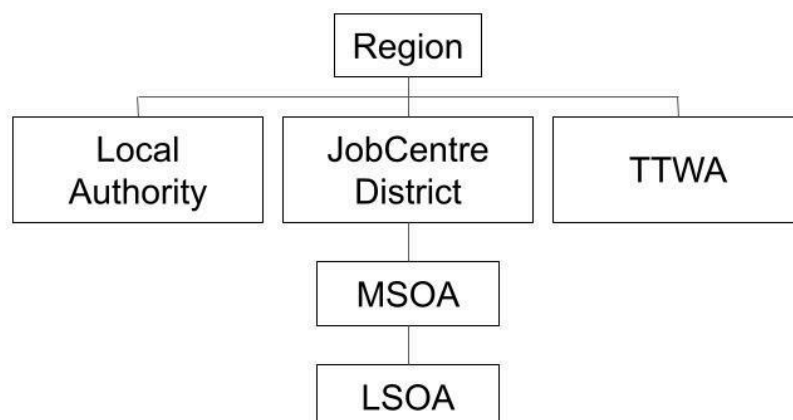 Region
Local
Authority
JobCentre
District
TTWA
MSOA
LSOA